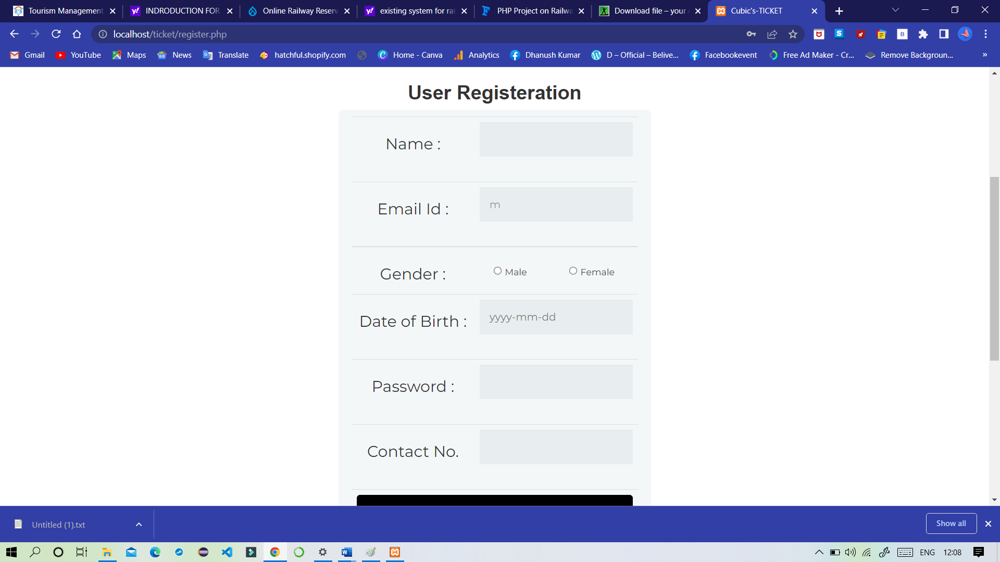 Tourism Management
INDRODUCTION FOR
Online Railway Reserv
existing system for rai
PHP Project on Railwa
Download file – your
Cubic's-TICKET
localhost/ticket/register.php
Gmail YouTube Maps News Translate hatchful.shopify.com Home - Canva Analytics Dhanush Kumar D – Official – Belive... Facebookevent Free Ad Maker - Cr... Remove Backgroun... »
User Registeration
Name :
Email Id : m
Gender : Male Female
Date of Birth : yyyy-mm-dd
Password :
Contact No.
Untitled (1).txt
Show all
ENG 12:08